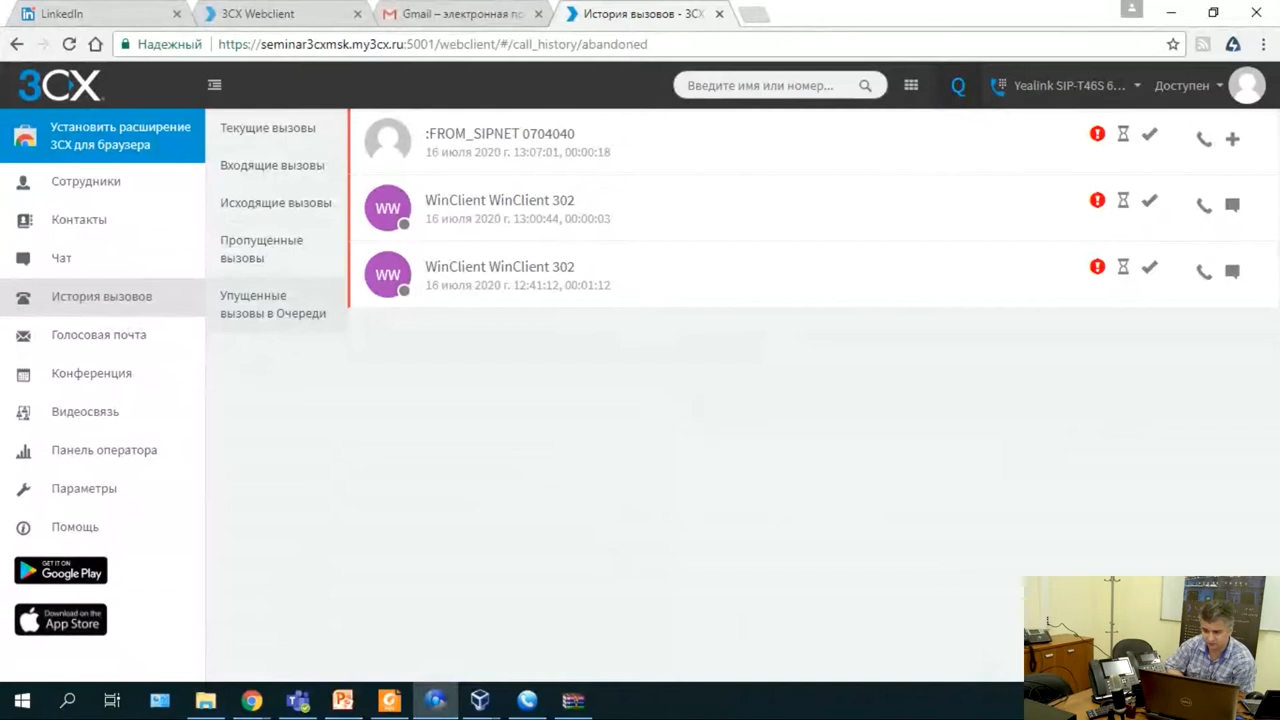 LinkedIn
3CX Webclient
Gmail – электронная по
История вызовов - 3CX
Надежный
https://seminar3cxmsk.my3cx.ru:5001/webclient/#/call_history/abandoned
3CX
Введите имя или номер...
Q
Yealink SIP-T46S 6...
Доступен
Установить расширение
3CX для браузера
Сотрудники
Контакты
Чат
История вызовов
Голосовая почта
Конференция
Видеосвязь
Панель оператора
Параметры
Помощь
GET IT ON
Google Play
Download on the
App Store
Текущие вызовы
Входящие вызовы
Исходящие вызовы
Пропущенные
вызовы
Упущенные
вызовы в Очереди
:FROM_SIPNET 0704040
16 июля 2020 г. 13:07:01, 00:00:18
WW
WinClient WinClient 302
16 июля 2020 г. 13:00:44, 00:00:03
WW
WinClient WinClient 302
16 июля 2020 г. 12:41:12, 00:01:12